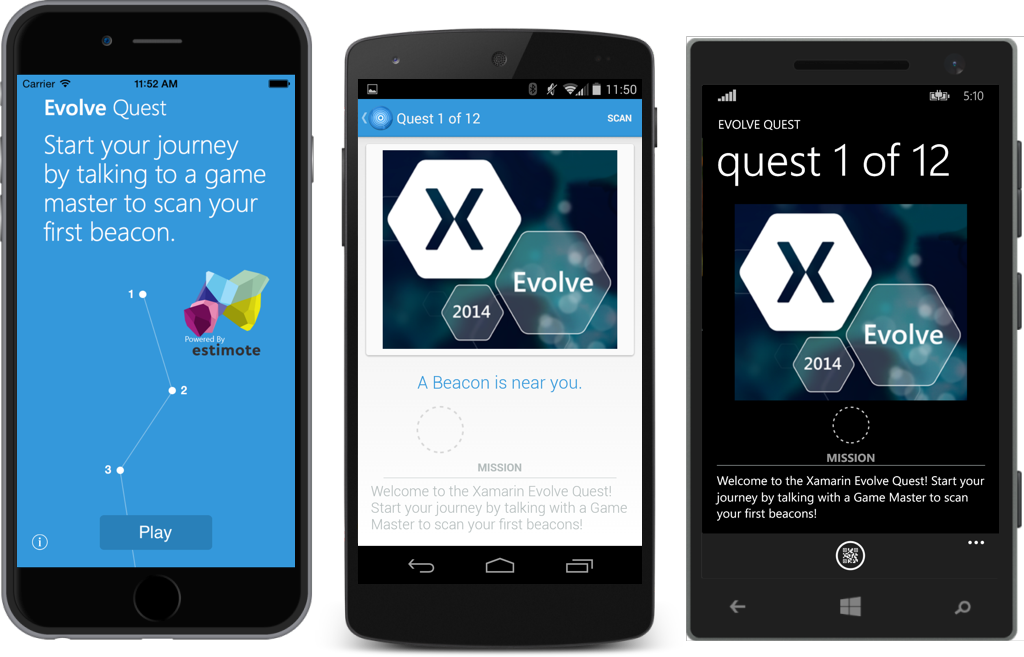 Carrier 11:52 AM
Evolve Quest
Start your journey
by talking to a game
master to scan your
first beacon.
1
Powered By
estimote
2
3
Play
11:50
Quest 1 of 12 SCAN
X
Evolve
2014
A Beacon is near you.
MISSION
Welcome to the Xamarin Evolve Quest!
Start your journey by talking with a Game
Master to scan your first beacons!
5:10
EVOLVE QUEST
quest 1 of 12
X
Evolve
2014
MISSION
Welcome to the Xamarin Evolve Quest! Start your
journey by talking with a Game Master to scan
your first beacons!